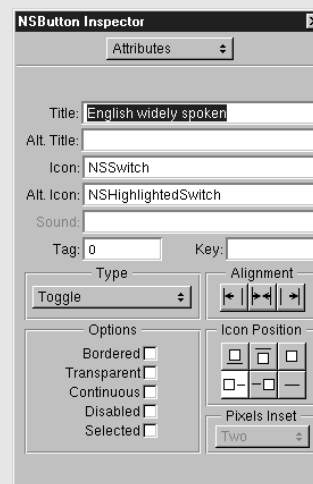 NSButton Inspector
Attributes
Title: English widely spoken
Alt. Title:
Icon: NSSwitch
Alt. Icon: NSHighlightedSwitch
Sound:
Tag: 0 Key:
Type Alignment
Toggle
Options Icon Position
Bordered
Transparent
Continuous
Disabled
Selected
Pixels Inset
Two